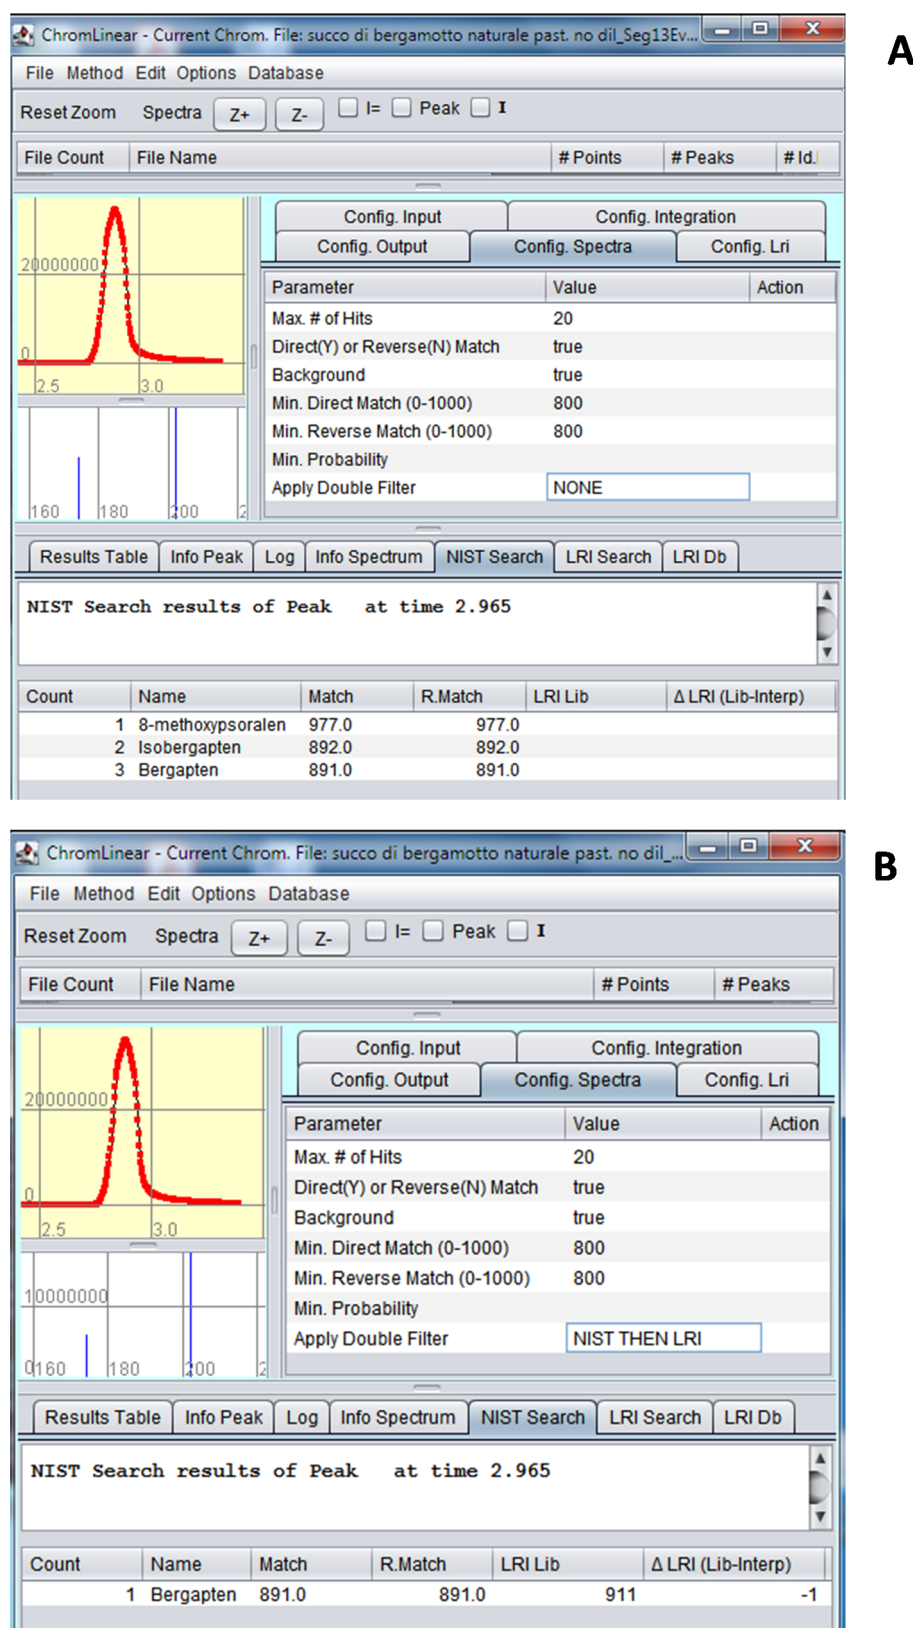 ChromLinear - Current Chrom. File: succo di bergamotto naturale past. no dil_Seg13Ev...
A
File Method Edit Options Database
Reset Zoom Spectra Z+ Z- I= Peak I
File Count File Name # Points # Peaks # Id.
Config. Input Config. Integration
Config. Output Config. Spectra Config. Lri
20000000
0
2.5 3.0
Parameter Value Action
Max. # of Hits 20
Direct(Y) or Reverse(N) Match true
Background true
Min. Direct Match (0-1000) 800
Min. Reverse Match (0-1000) 800
Min. Probability
Apply Double Filter NONE
160 180 200 2
Results Table Info Peak Log Info Spectrum NIST Search LRI Search LRI Db
NIST Search results of Peak at time 2.965
Count Name Match R.Match LRI Lib Δ LRI (Lib-Interp)
1 8-methoxypsoralen 977.0 977.0
2 Isobergapten 892.0 892.0
3 Bergapten 891.0 891.0
ChromLinear - Current Chrom. File: succo di bergamotto naturale past. no dil_...
B
File Method Edit Options Database
Reset Zoom Spectra Z+ Z- I= Peak I
File Count File Name # Points # Peaks
Config. Input Config. Integration
Config. Output Config. Spectra Config. Lri
20000000
0
2.5 3.0
Parameter Value Action
Max. # of Hits 20
Direct(Y) or Reverse(N) Match true
Background true
Min. Direct Match (0-1000) 800
Min. Reverse Match (0-1000) 800
Min. Probability
Apply Double Filter NIST THEN LRI
10000000
0 160 180 200 2
Results Table Info Peak Log Info Spectrum NIST Search LRI Search LRI Db
NIST Search results of Peak at time 2.965
Count Name Match R.Match LRI Lib Δ LRI (Lib-Interp)
1 Bergapten 891.0 891.0 911 -1